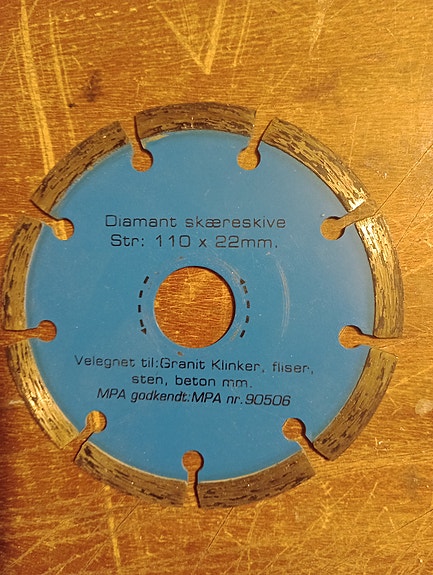 Diamant skæreskive
Str: 110 x 22mm.
Velegnet til:Granit Klinker, fliser,
sten, beton mm.
MPA godkendt:MPA nr.90506